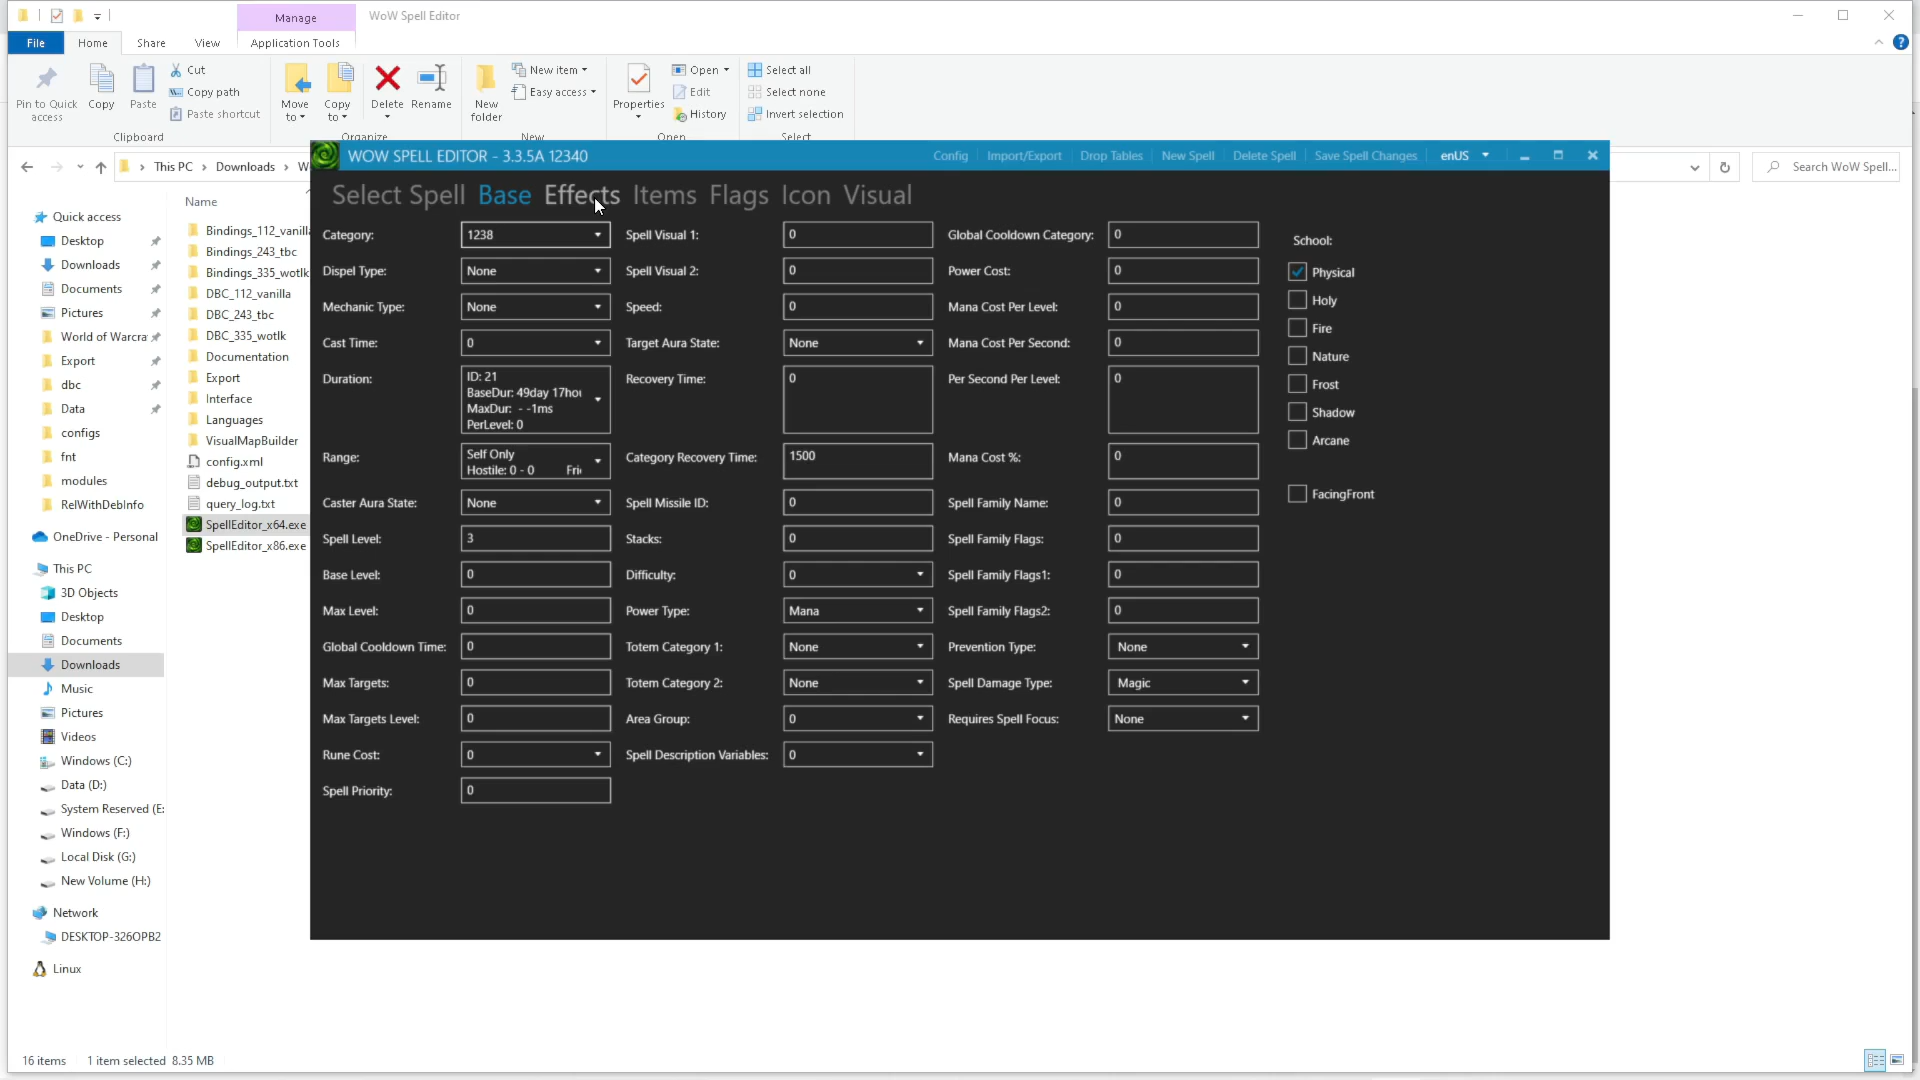 Manage
WoW Spell Editor
File
Home
Share
View
Application Tools
Pin to Quick
access
Copy
Paste
Cut
Copy path
Paste shortcut
Clipboard
Move
to
Copy
to
Delete
Rename
Organize
New
folder
New item
Easy access
New
Properties
Open
Edit
History
Open
Select all
Select none
Invert selection
Select
This PC
Downloads
W
Search WoW Spell...
Quick access
Desktop
Downloads
Documents
Pictures
World of Warcra
Export
dbc
Data
configs
fnt
modules
RelWithDebInfo
OneDrive - Personal
This PC
3D Objects
Desktop
Documents
Downloads
Music
Pictures
Videos
Windows (C:)
Data (D:)
System Reserved (E:
Windows (F:)
Local Disk (G:)
New Volume (H:)
Network
DESKTOP-326OPB2
Linux
Name
Bindings_112_vanilla
Bindings_243_tbc
Bindings_335_wotlk
DBC_112_vanilla
DBC_243_tbc
DBC_335_wotlk
Documentation
Export
Interface
Languages
VisualMapBuilder
config.xml
debug_output.txt
query_log.txt
SpellEditor_x64.exe
SpellEditor_x86.exe
WOW SPELL EDITOR - 3.3.5A 12340
Config
Import/Export
Drop Tables
New Spell
Delete Spell
Save Spell Changes
enUS
Select Spell Base Effects Items Flags Icon Visual
Category: 1238
Dispel Type: None
Mechanic Type: None
Cast Time: 0
Duration: ID: 21
BaseDur: 49day 17hou
MaxDur: - -1ms
PerLevel: 0
Range: Self Only
Hostile: 0 - 0 Frie
Caster Aura State: None
Spell Level: 3
Base Level: 0
Max Level: 0
Global Cooldown Time: 0
Max Targets: 0
Max Targets Level: 0
Rune Cost: 0
Spell Priority: 0
Spell Visual 1: 0
Spell Visual 2: 0
Speed: 0
Target Aura State: None
Recovery Time: 0
Category Recovery Time: 1500
Spell Missile ID: 0
Stacks: 0
Difficulty: 0
Power Type: Mana
Totem Category 1: None
Totem Category 2: None
Area Group: 0
Spell Description Variables: 0
Global Cooldown Category: 0
Power Cost: 0
Mana Cost Per Level: 0
Mana Cost Per Second: 0
Per Second Per Level: 0
Mana Cost %: 0
Spell Family Name: 0
Spell Family Flags: 0
Spell Family Flags1: 0
Spell Family Flags2: 0
Prevention Type: None
Spell Damage Type: Magic
Requires Spell Focus: None
School:
Physical
Holy
Fire
Nature
Frost
Shadow
Arcane
FacingFront
16 items
1 item selected 8.35 MB